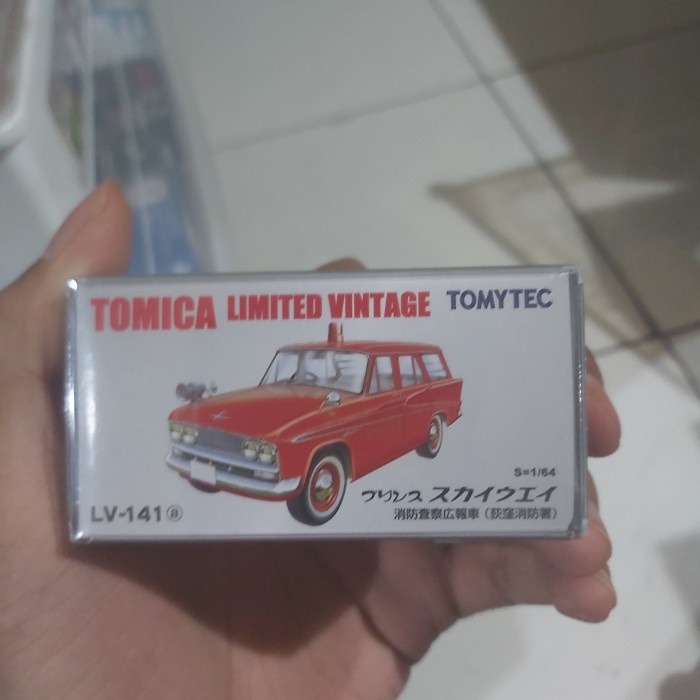 TOMICA LIMITED VINTAGE TOMYTEC
S=1/64
プリンス スカイウエイ
LV-141ⓐ 消防査察広報車（荻窪消防署）